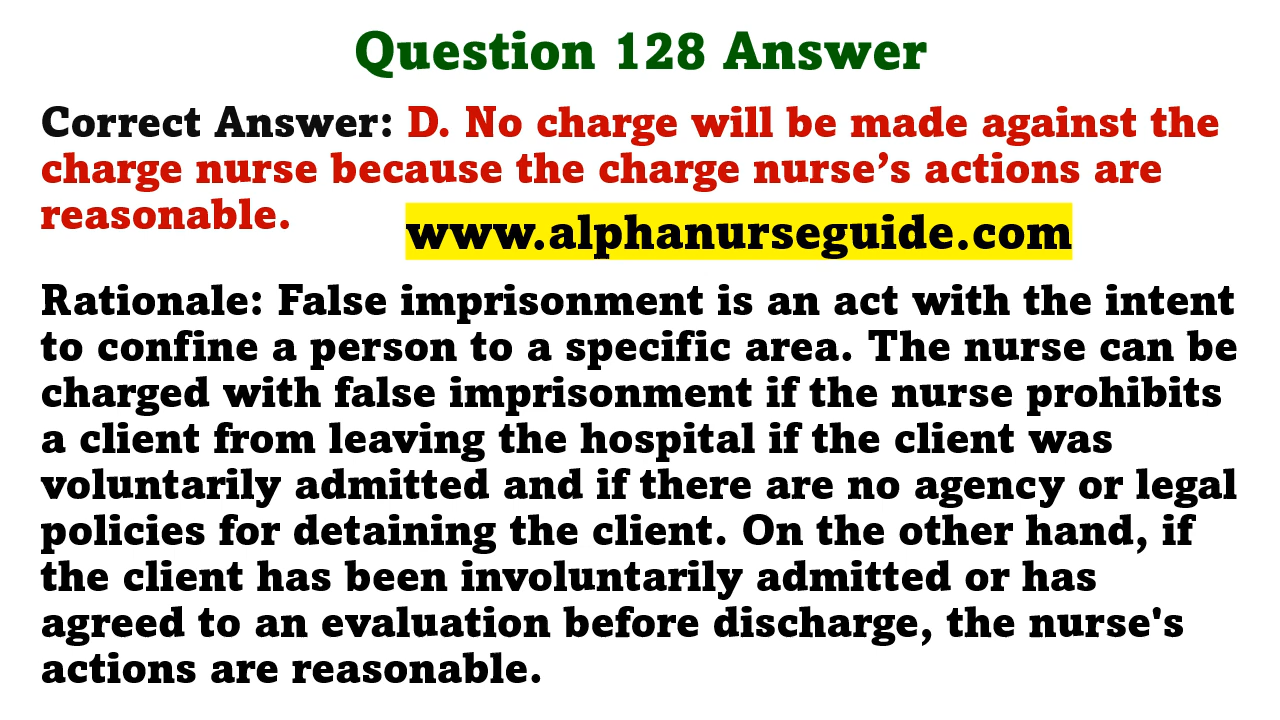 Question 128 Answer
Correct Answer: D. No charge will be made against the
charge nurse because the charge nurse’s actions are
reasonable.
www.alphanurseguide.com
Rationale: False imprisonment is an act with the intent
to confine a person to a specific area. The nurse can be
charged with false imprisonment if the nurse prohibits
a client from leaving the hospital if the client was
voluntarily admitted and if there are no agency or legal
policies for detaining the client. On the other hand, if
the client has been involuntarily admitted or has
agreed to an evaluation before discharge, the nurse's
actions are reasonable.